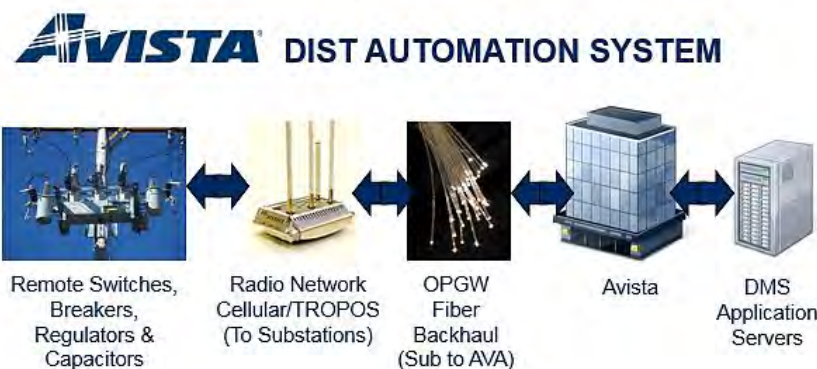 AVISTA DIST AUTOMATION SYSTEM
Remote Switches,
Breakers,
Regulators &
Capacitors
Radio Network
Cellular/TROPOS
(To Substations)
OPGW
Fiber
Backhaul
(Sub to AVA)
Avista
DMS
Application
Servers